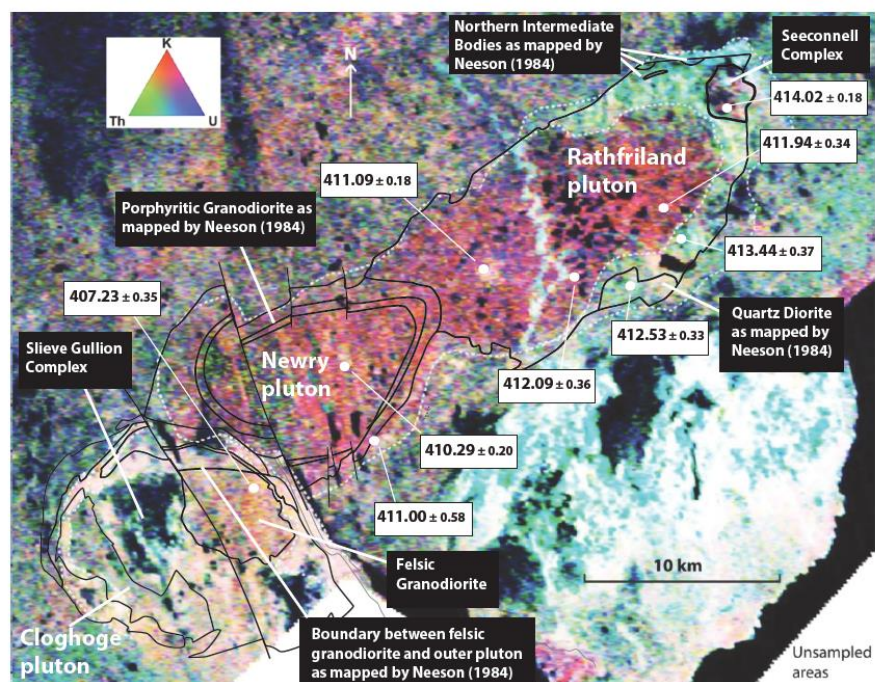 K
Th
U
N
Northern Intermediate
Bodies as mapped by
Neeson (1984)
Seeconnell
Complex
414.02 ± 0.18
411.94 ± 0.34
Rathfriland
pluton
411.09 ± 0.18
Porphyritic Granodiorite as
mapped by Neeson (1984)
413.44 ± 0.37
407.23 ± 0.35
Quartz Diorite
as mapped by
Neeson (1984)
412.53 ± 0.33
Slieve Gullion
Complex
Newry
pluton
412.09 ± 0.36
410.29 ± 0.20
411.00 ± 0.58
Felsic
Granodiorite
10 km
Cloghoge
pluton
Boundary between felsic
granodiorite and outer pluton
as mapped by Neeson (1984)
Unsampled
areas